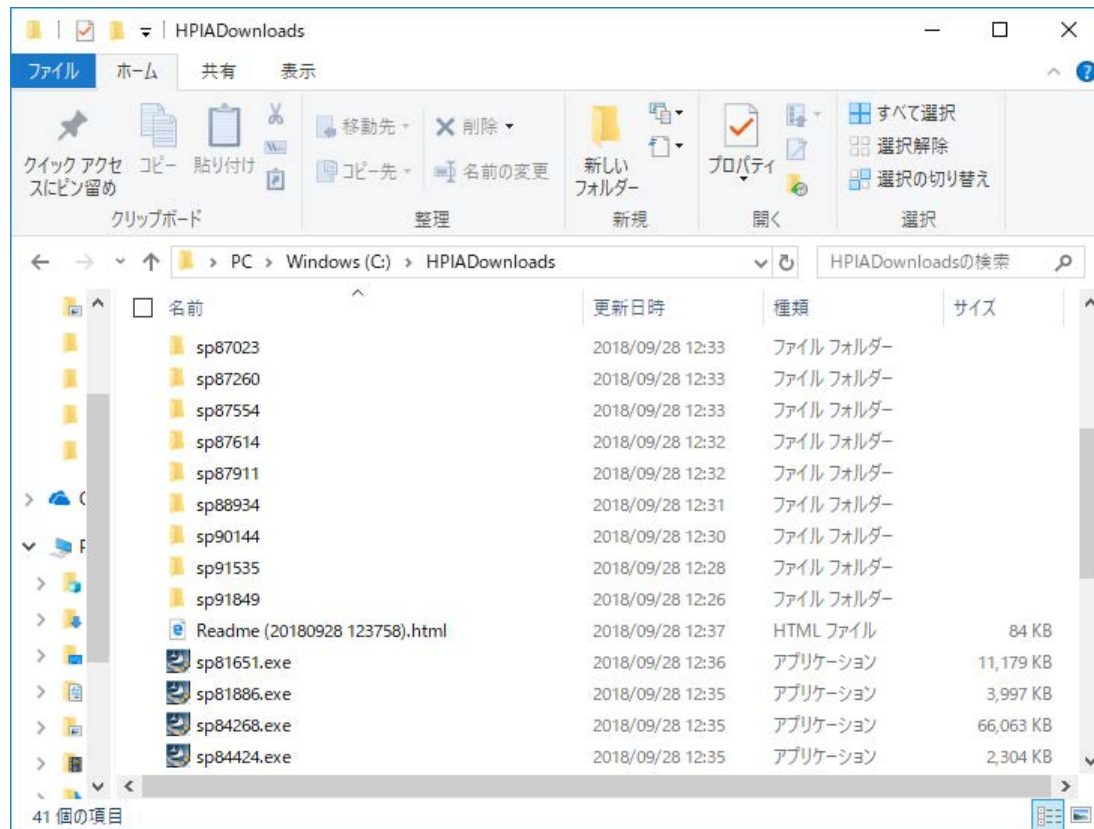 HPIADownloads
ファイル ホーム 共有 表示
クイック アクセスにピン留め
コピー
貼り付け
移動先
コピー先
削除
名前の変更
新しいフォルダー
プロパティ
すべて選択
選択解除
選択の切り替え
クリップボード 整理 新規 開く 選択
PC > Windows (C:) > HPIADownloads
HPIADownloadsの検索
名前 更新日時 種類 サイズ
sp87023 2018/09/28 12:33 ファイル フォルダー
sp87260 2018/09/28 12:33 ファイル フォルダー
sp87554 2018/09/28 12:33 ファイル フォルダー
sp87614 2018/09/28 12:32 ファイル フォルダー
sp87911 2018/09/28 12:32 ファイル フォルダー
sp88934 2018/09/28 12:31 ファイル フォルダー
sp90144 2018/09/28 12:30 ファイル フォルダー
sp91535 2018/09/28 12:28 ファイル フォルダー
sp91849 2018/09/28 12:26 ファイル フォルダー
Readme (20180928 123758).html 2018/09/28 12:37 HTML ファイル 84 KB
sp81651.exe 2018/09/28 12:36 アプリケーション 11,179 KB
sp81886.exe 2018/09/28 12:35 アプリケーション 3,997 KB
sp84268.exe 2018/09/28 12:35 アプリケーション 66,063 KB
sp84424.exe 2018/09/28 12:35 アプリケーション 2,304 KB
41 個の項目